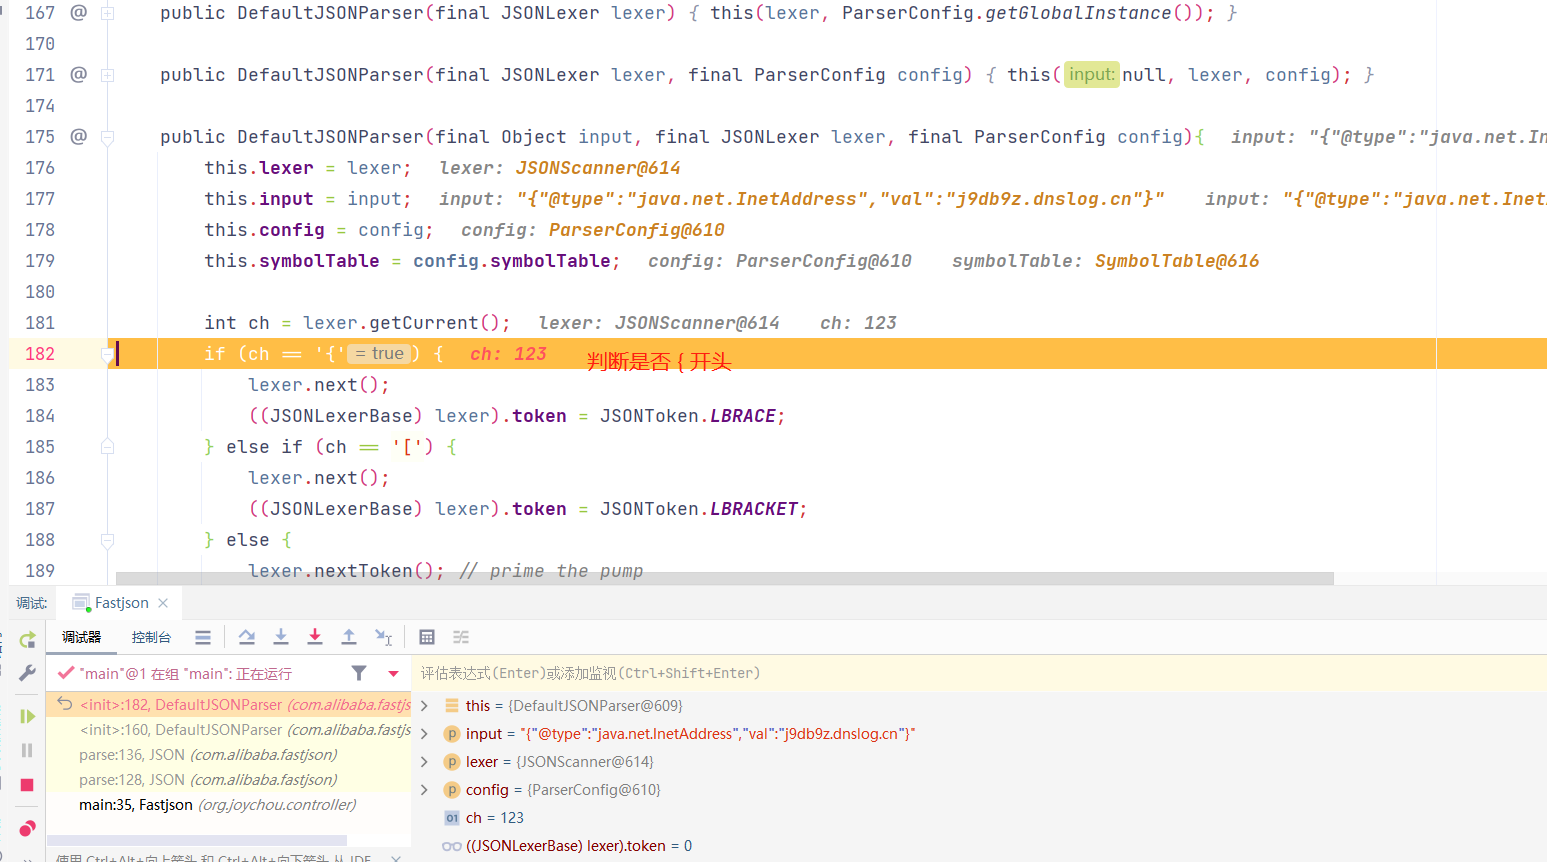 167 @ public DefaultJSONParser(final JSONLexer lexer) { this(lexer, ParserConfig.getGlobalInstance()); }
170
171 @ public DefaultJSONParser(final JSONLexer lexer, final ParserConfig config) { this( input: null, lexer, config); }
174
175 @ public DefaultJSONParser(final Object input, final JSONLexer lexer, final ParserConfig config){ input: "{"@type":"java.net.In
176 this.lexer = lexer; lexer: JSONScanner@614
177 this.input = input; input: "{"@type":"java.net.InetAddress","val":"j9db9z.dnslog.cn"}" input: "{"@type":"java.net.Inet
178 this.config = config; config: ParserConfig@610
179 this.symbolTable = config.symbolTable; config: ParserConfig@610 symbolTable: SymbolTable@616
180
181 int ch = lexer.getCurrent(); lexer: JSONScanner@614 ch: 123
182 if (ch == '{' = true ) { ch: 123 判断是否 { 开头
183 lexer.next();
184 ((JSONLexerBase) lexer).token = JSONToken.LBRACE;
185 } else if (ch == '[') {
186 lexer.next();
187 ((JSONLexerBase) lexer).token = JSONToken.LBRACKET;
188 } else {
189 lexer.nextToken(); // prime the pump
调试: Fastjson
调试器 控制台
"main"@1 在组 "main": 正在运行
评估表达式(Enter)或添加监视(Ctrl+Shift+Enter)
<init>:182, DefaultJSONParser (com.alibaba.fastjs
<init>:160, DefaultJSONParser (com.alibaba.fastjs
parse:136, JSON (com.alibaba.fastjson)
parse:128, JSON (com.alibaba.fastjson)
main:35, Fastjson (org.joychou.controller)
this = {DefaultJSONParser@609}
input = "{"@type":"java.net.InetAddress","val":"j9db9z.dnslog.cn"}"
lexer = {JSONScanner@614}
config = {ParserConfig@610}
ch = 123
((JSONLexerBase) lexer).token = 0
使用 Ctrl+Alt+向上箭头 和 Ctrl+Alt+向下箭头 从 IDE